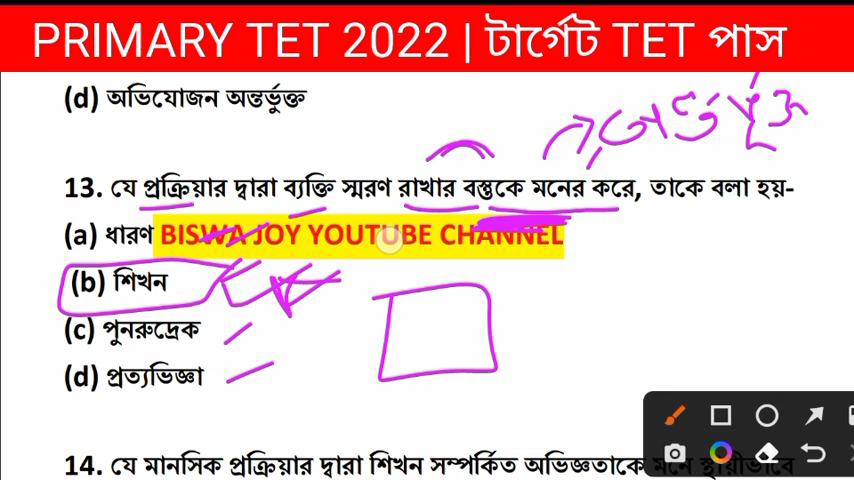 PRIMARY TET 2022 | টার্গেট TET পাস
(d) অভিযোজন অন্তর্ভুক্ত
13. যে প্রক্রিয়ার দ্বারা ব্যক্তি স্মরণ রাখার বস্তুকে মনের করে, তাকে বলা হয়-
(a) ধারণ BISWA JOY YOUTUBE CHANNEL
(b) শিখন
(c) পুনরুদ্রেক
(d) প্রত্যভিজ্ঞা
14. যে মানসিক প্রক্রিয়ার দ্বারা শিখন সম্পর্কিত অভিজ্ঞতাকে মনে স্থায়ীভাবে